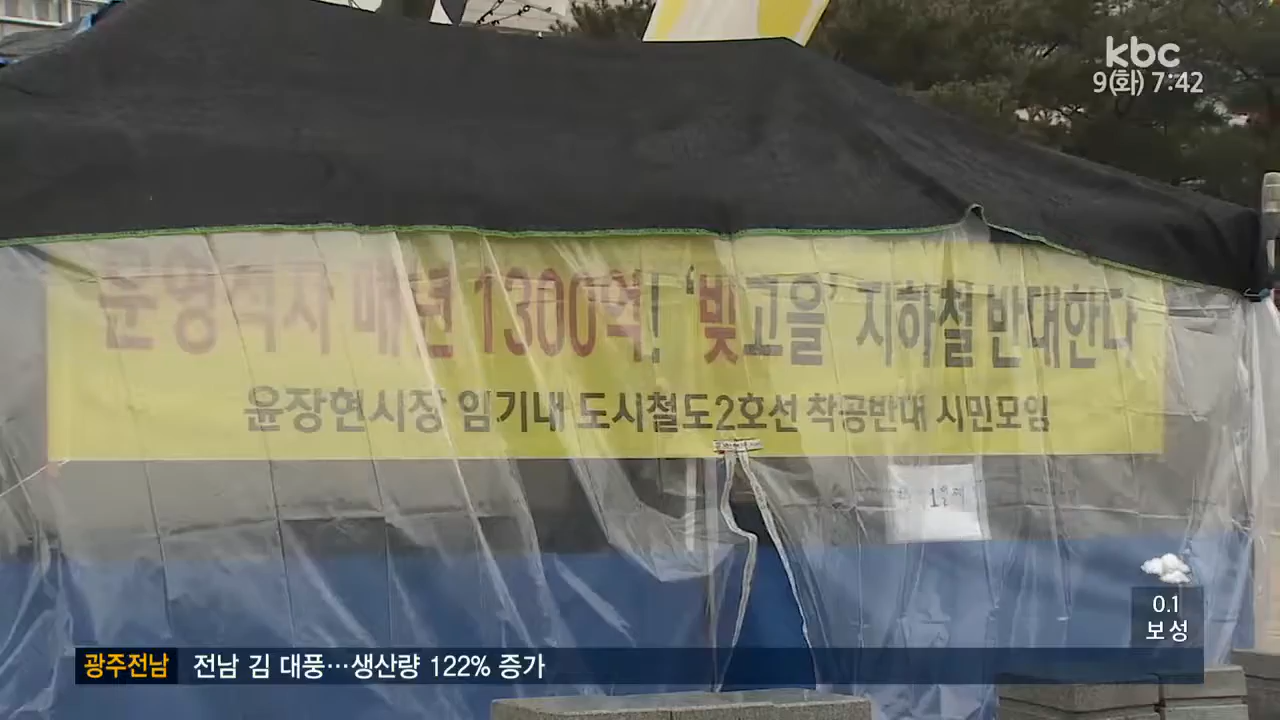 kbc
9(화) 7:42
운영적자 매년 1300억! '빚고을' 지하철 반대한다
윤장현시장 임기내 도시철도2호선 착공반대 시민모임
1일째
0.1
보성
광주전남 전남 김 대풍…생산량 122% 증가